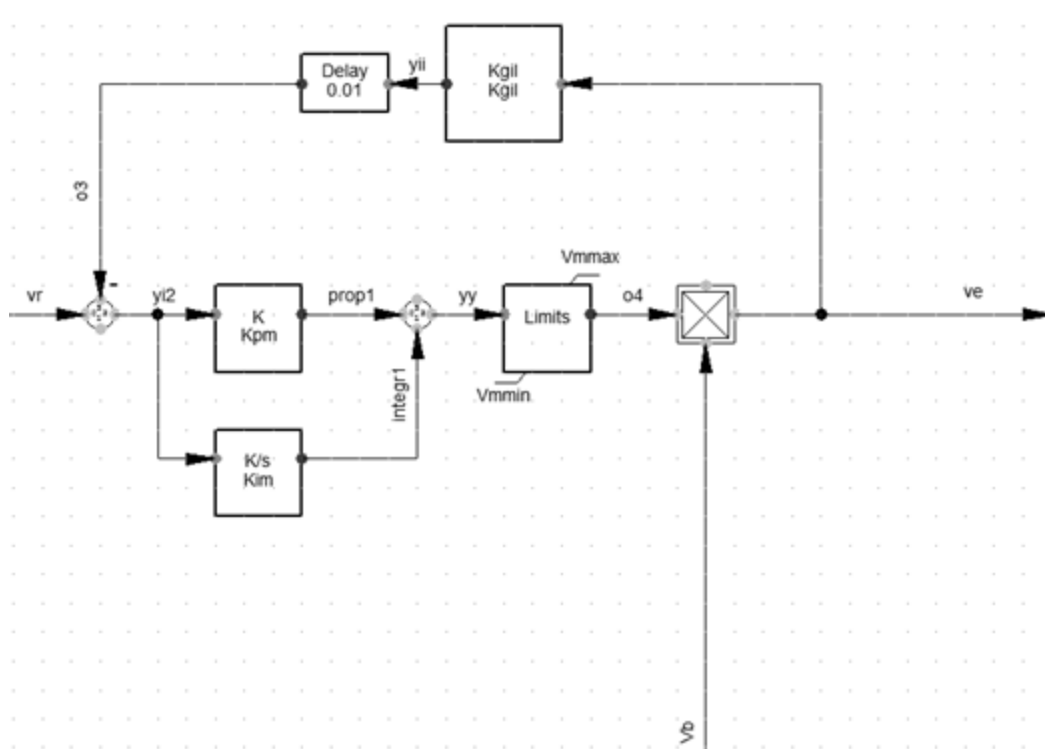 Delay
0.01
yii
Kgil
Kgil
o3
-
vr
yi2
K
Kpm
prop1
yy
Vmmax
Limits
Vmmin
o4
ve
integr1
K/s
Kim
Vb